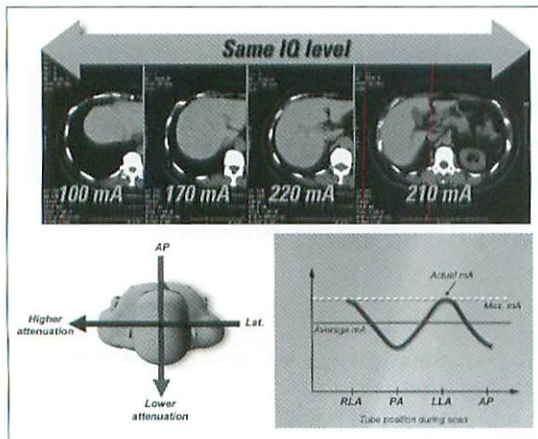 Same IQ level
100 mA
170 mA
220 mA
210 mA
AP
Higher
attenuation
Lat.
Lower
attenuation
Actual mA
Max. mA
Average mA
RLA
PA
LLA
AP
Tube position during scan